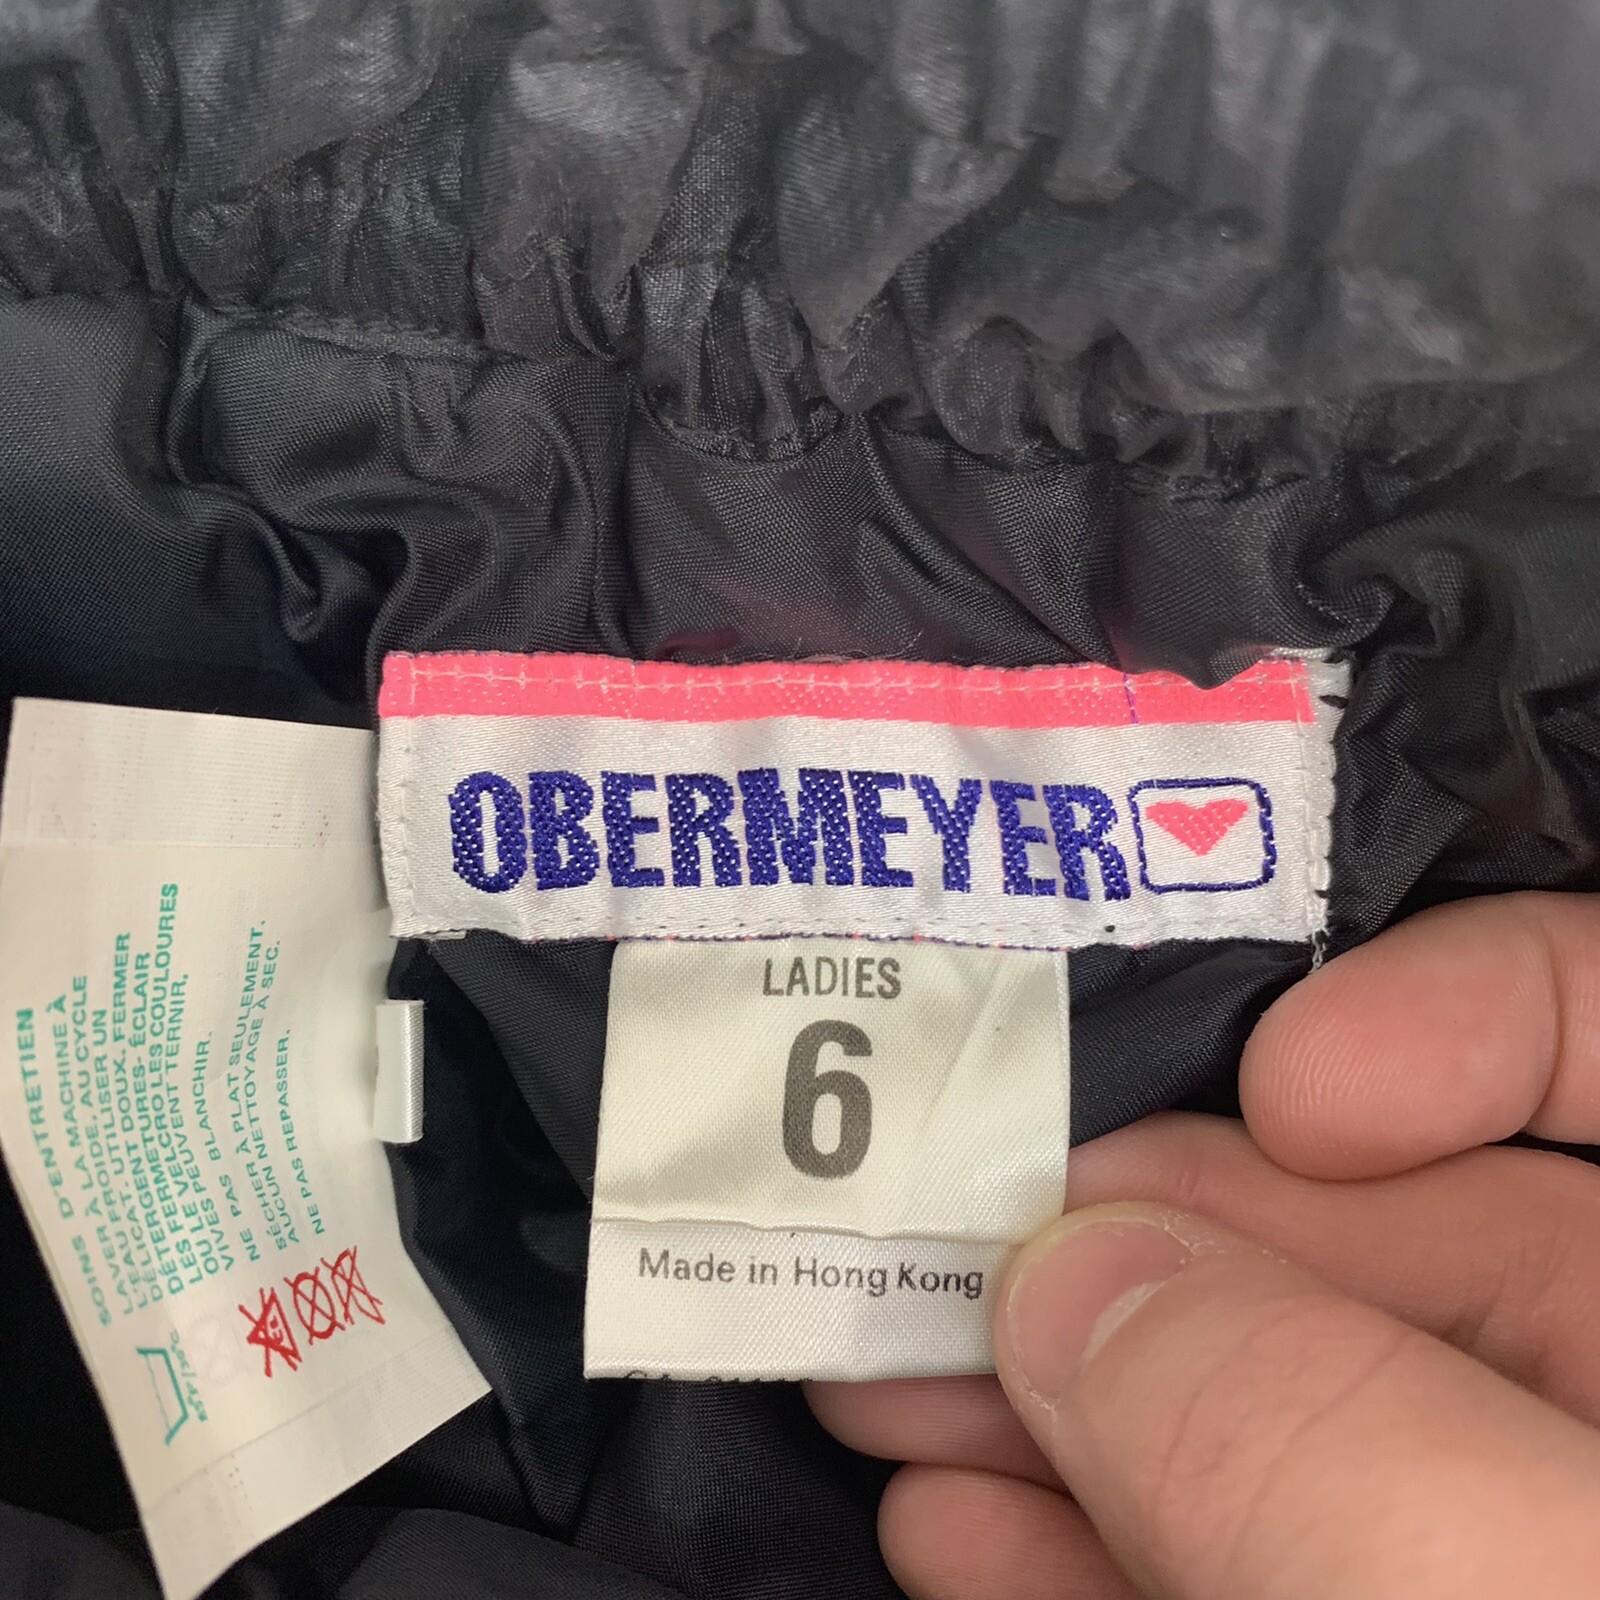 OBERMEYER
LADIES
6
Made in Hong Kong
SOINS D'ENTRETIEN
LAVER À LA MACHINE À
L'EAU FROIDE, AU CYCLE
DÉLICAT. UTILISER UN
DÉTERGENT DOUX. FERMER
LES FERMETURES-ÉCLAIR
OU LE VELCRO LES COULOURES
VIVES PEUVENT TERNIR.
NE PAS BLANCHIR.
SÉCHER À PLAT SEULEMENT.
AUCUN NETTOYAGE À SEC.
NE PAS REPASSER.